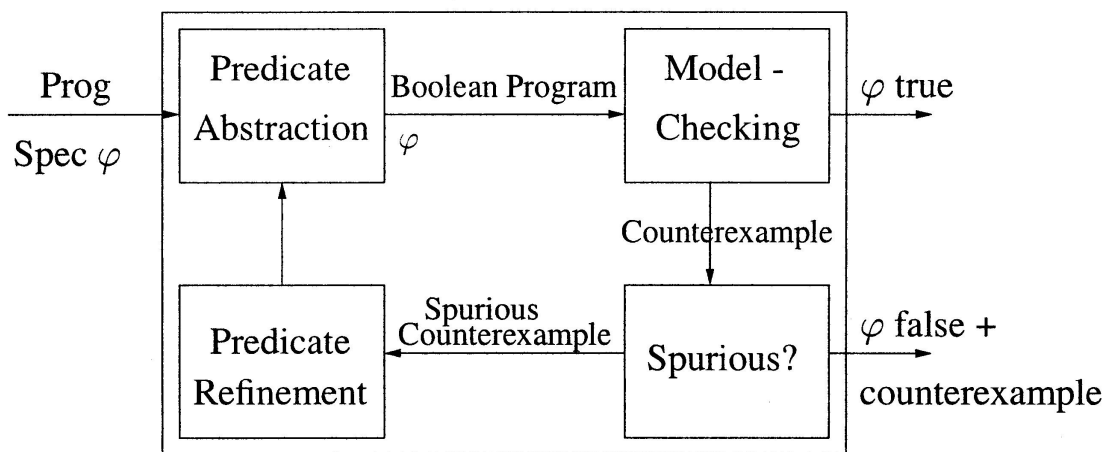 Prog
Spec φ
Predicate
Abstraction
Boolean Program
φ
Model -
Checking
φ true
Counterexample
Predicate
Refinement
Spurious
Counterexample
Spurious?
φ false +
counterexample